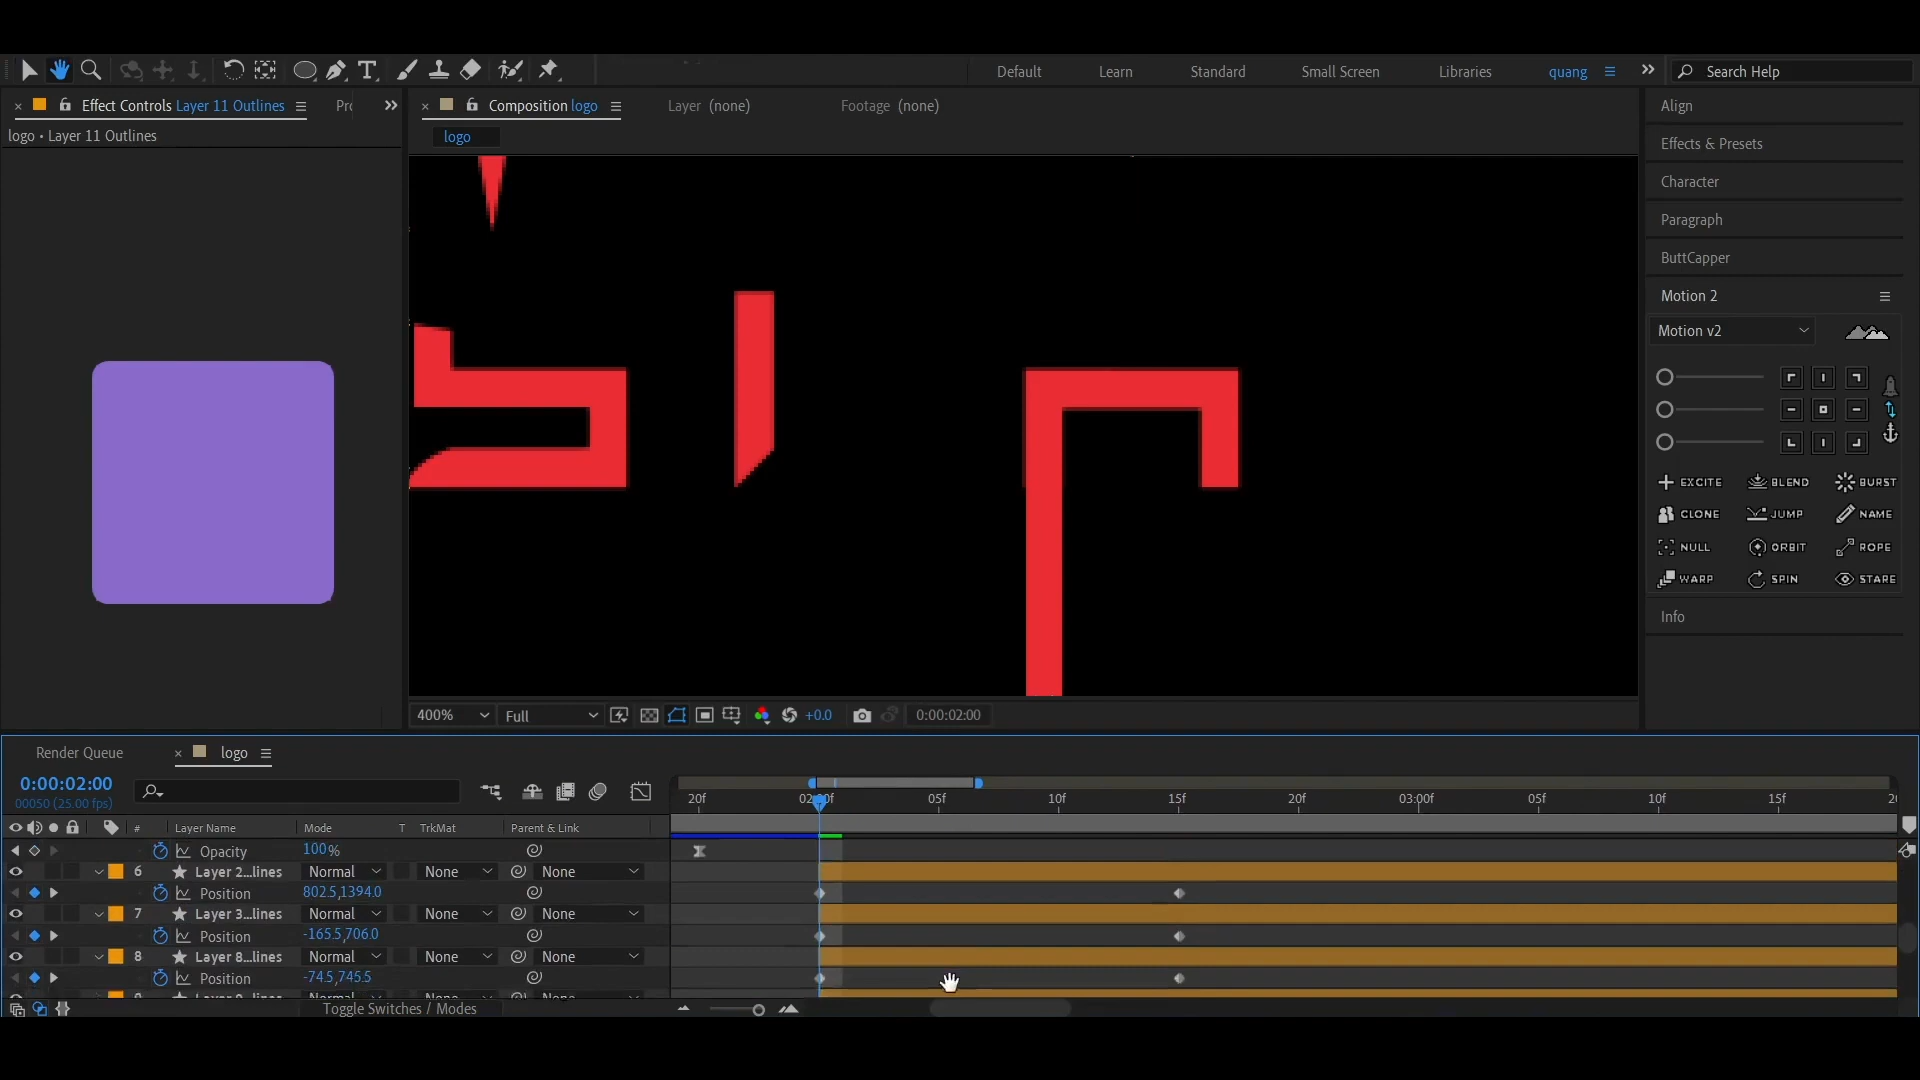 Default
Learn
Standard
Small Screen
Libraries
quang
Search Help
Effect Controls Layer 11 Outlines
Composition logo
Layer (none)
Footage (none)
logo • Layer 11 Outlines
logo
Align
Effects & Presets
Character
Paragraph
ButtCapper
Motion 2
Motion v2
EXCITE BLEND BURST
CLONE JUMP NAME
NULL ORBIT ROPE
WARP SPIN STARE
Info
400% Full +0.0 0:00:02:00
Render Queue
logo
0:00:02:00
00050 (25.00 fps)
20f 05f 10f 15f 20f 03:00f 05f 10f 15f
# Layer Name Mode T TrkMat Parent & Link
Opacity 100%
6 Layer 2...lines Normal None None
Position 802.5,1394.0
7 Layer 3...lines Normal None None
Position -165.5,706.0
8 Layer 8...lines Normal None None
Position -74.5,745.5
Toggle Switches / Modes